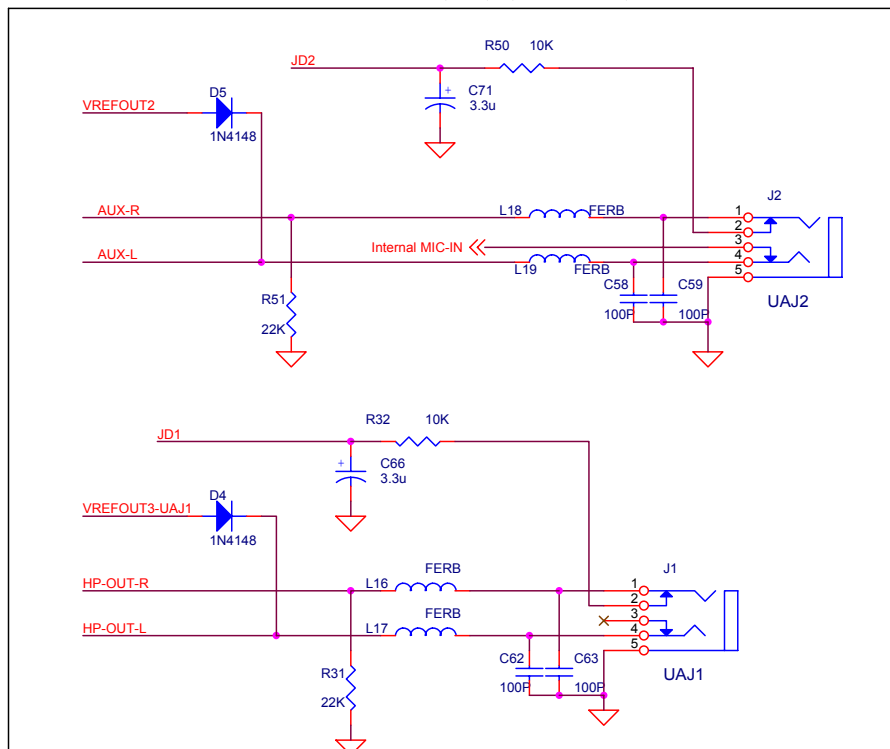 R50 10K
JD2
C71
3.3u
+
D5
VREFOUT2
1N4148
J2
AUX-R
L18 FERB
1
2
Internal MIC-IN
3
AUX-L
4
L19 FERB
5
C58 C59
R51
22K
100P 100P
UAJ2
R32 10K
JD1
C66
3.3u
+
D4
VREFOUT3-UAJ1
1N4148
FERB
J1
HP-OUT-R
L16
1
2
FERB
3
HP-OUT-L
L17
4
5
C62 C63
R31
22K
100P 100P
UAJ1